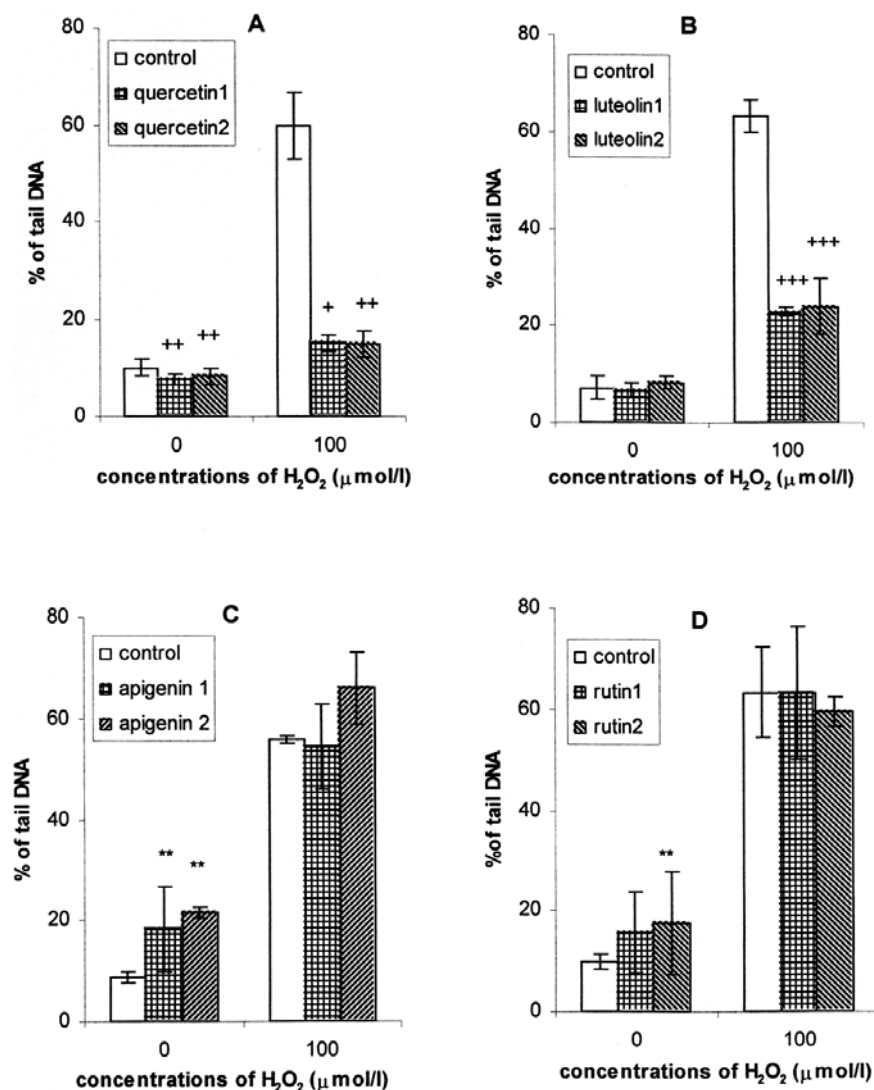 A
control
quercetin1
quercetin2
% of tail DNA
80
60
40
20
0
++
++
+
++
0
100
concentrations of H₂O₂ (μmol/l)
B
control
luteolin1
luteolin2
% of tail DNA
80
60
40
20
0
+++
+++
0
100
concentrations of H₂O₂ (μmol/l)
C
control
apigenin 1
apigenin 2
% of tail DNA
80
60
40
20
0
**
**
0
100
concentrations of H₂O₂ (μmol/l)
D
control
rutin1
rutin2
%of tail DNA
80
60
40
20
0
**
0
100
concentrations of H₂O₂ (μmol/l)